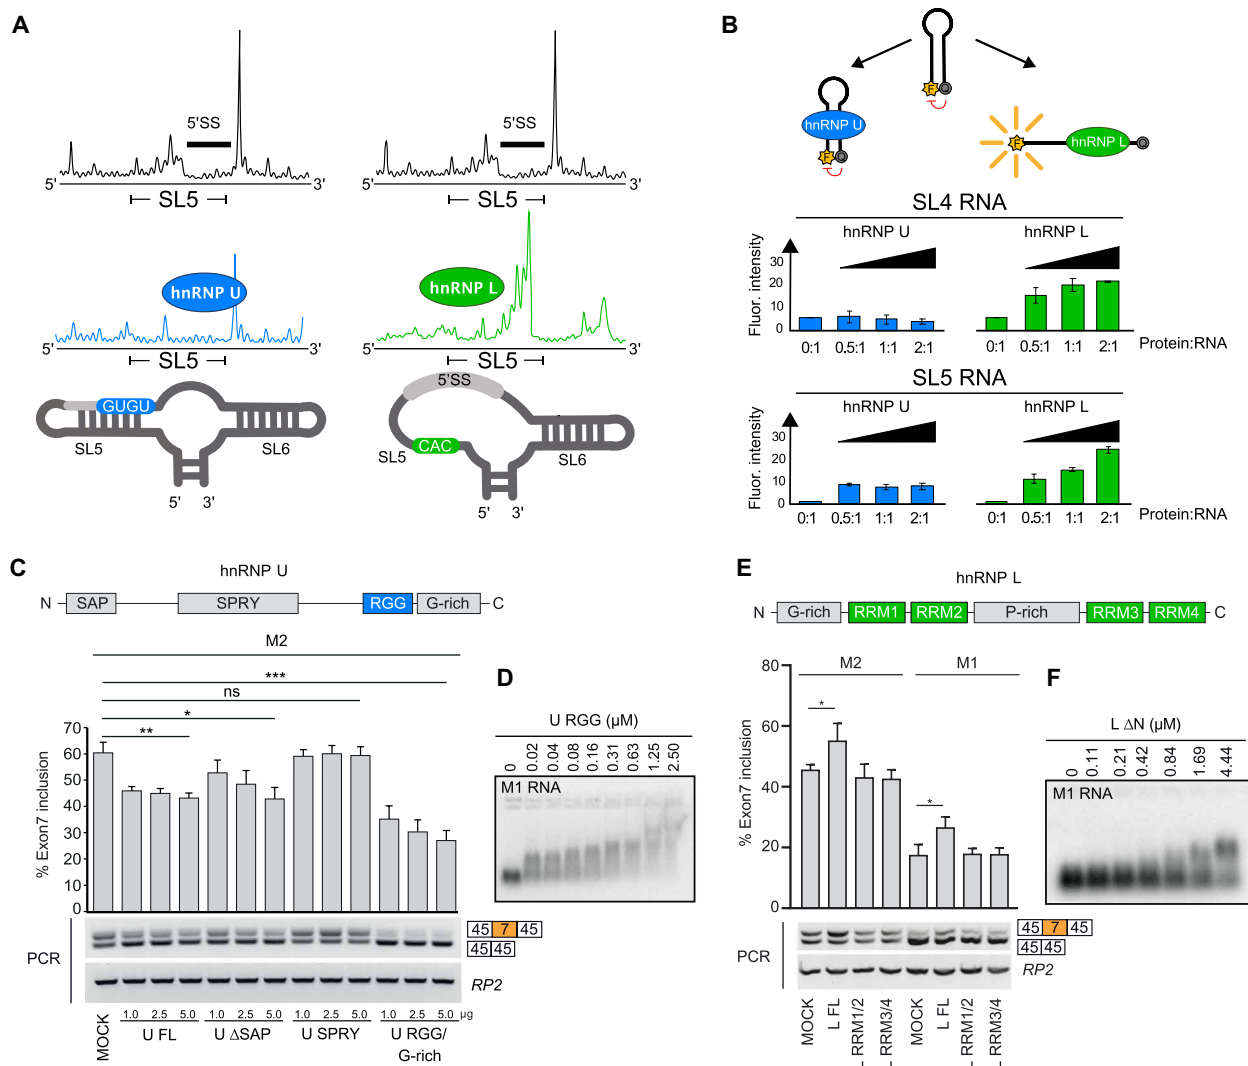 A
5'SS
5'SS
5'
3'
5'
3'
SL5
SL5
hnRNP U
hnRNP L
5'
3'
5'
3'
SL5
SL5
GUGU
SL5
SL6
5'
3'
5'SS
CAC
SL5
SL6
5'
3'
B
F
Q
hnRNP U
F
Q
F
hnRNP L
Q
SL4 RNA
hnRNP U
hnRNP L
Fluor. intensity
30
20
10
0
0:1
0.5:1
1:1
2:1
0:1
0.5:1
1:1
2:1
Protein:RNA
SL5 RNA
hnRNP U
hnRNP L
Fluor. intensity
30
20
10
0
0:1
0.5:1
1:1
2:1
0:1
0.5:1
1:1
2:1
Protein:RNA
C
hnRNP U
N
SAP
SPRY
RGG
G-rich
C
M2
***
ns
*
**
% Exon7 inclusion
70
60
50
40
30
20
10
0
PCR
45 7 45
45 45
RP2
MOCK
1.0 2.5 5.0
1.0 2.5 5.0
1.0 2.5 5.0
1.0 2.5 5.0
µg
U FL
U ΔSAP
U SPRY
U RGG/
G-rich
D
U RGG (µM)
0
0.02
0.04
0.08
0.16
0.31
0.63
1.25
2.50
M1 RNA
E
hnRNP L
N
G-rich
RRM1
RRM2
P-rich
RRM3
RRM4
C
M2
M1
*
*
% Exon7 inclusion
80
60
40
20
0
PCR
45 7 45
45 45
RP2
MOCK
L FL
- RRM1/2
- RRM3/4
MOCK
L FL
- RRM1/2
- RRM3/4
F
L ΔN (µM)
0
0.11
0.21
0.42
0.84
1.69
4.44
M1 RNA